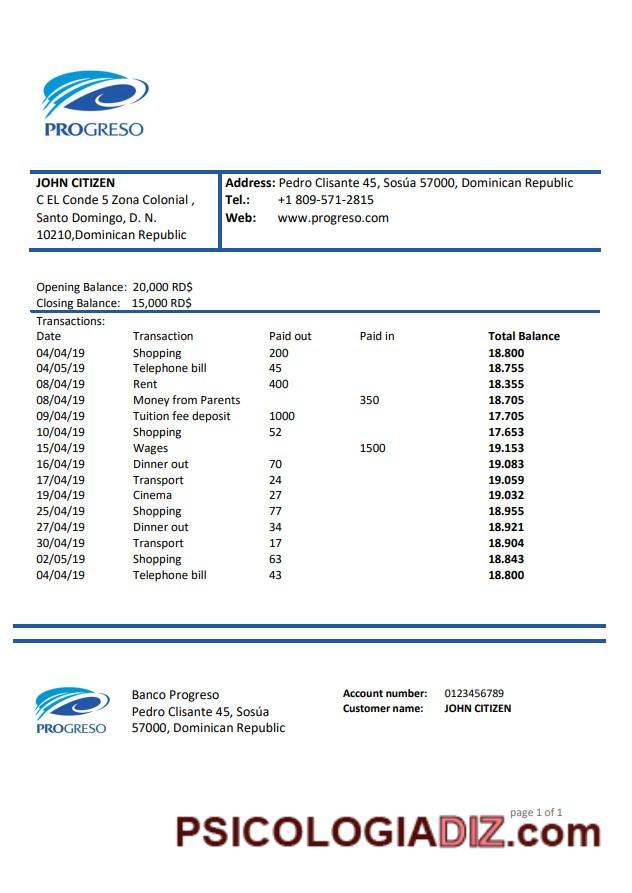 PROGRESO
JOHN CITIZEN
C EL Conde 5 Zona Colonial ,
Santo Domingo, D. N.
10210,Dominican Republic
Address: Pedro Clisante 45, Sosúa 57000, Dominican Republic
Tel.: +1 809-571-2815
Web: www.progreso.com
Opening Balance: 20,000 RD$
Closing Balance: 15,000 RD$
Transactions:
Date Transaction Paid out Paid in Total Balance
04/04/19 Shopping 200 18.800
04/05/19 Telephone bill 45 18.755
08/04/19 Rent 400 18.355
08/04/19 Money from Parents 350 18.705
09/04/19 Tuition fee deposit 1000 17.705
10/04/19 Shopping 52 17.653
15/04/19 Wages 1500 19.153
16/04/19 Dinner out 70 19.083
17/04/19 Transport 24 19.059
19/04/19 Cinema 27 19.032
25/04/19 Shopping 77 18.955
27/04/19 Dinner out 34 18.921
30/04/19 Transport 17 18.904
02/05/19 Shopping 63 18.843
04/04/19 Telephone bill 43 18.800
PROGRESO
Banco Progreso
Pedro Clisante 45, Sosúa
57000, Dominican Republic
Account number: 0123456789
Customer name: JOHN CITIZEN
page 1 of 1
PSICOLOGIADIZ.com